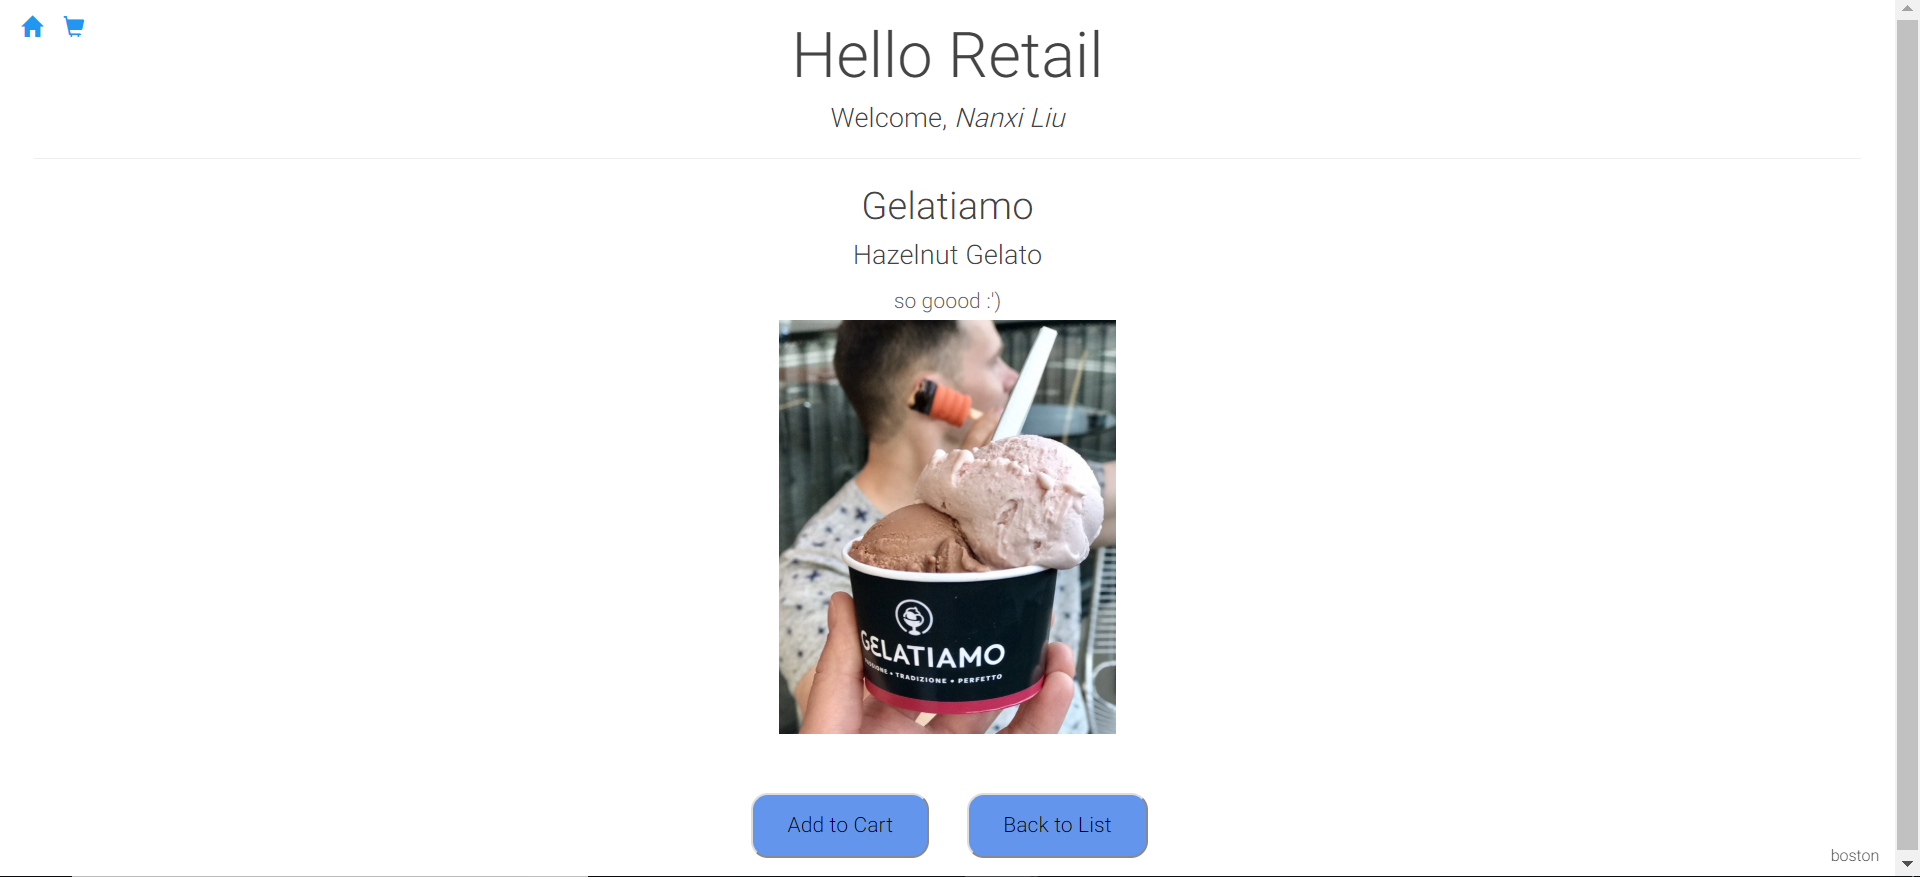 Hello Retail
Welcome, Nanxi Liu
Gelatiamo
Hazelnut Gelato
so goood :')
GELATIAMO
• TRADIZIONE • PERFETTO
Add to Cart
Back to List
boston